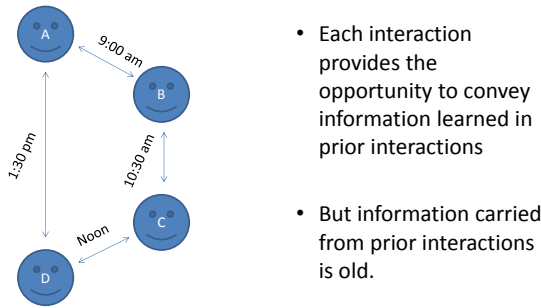 A
9:00 am
B
1:30 pm
10:30 am
C
Noon
D
• Each interaction
provides the
opportunity to convey
information learned in
prior interactions
• But information carried
from prior interactions
is old.